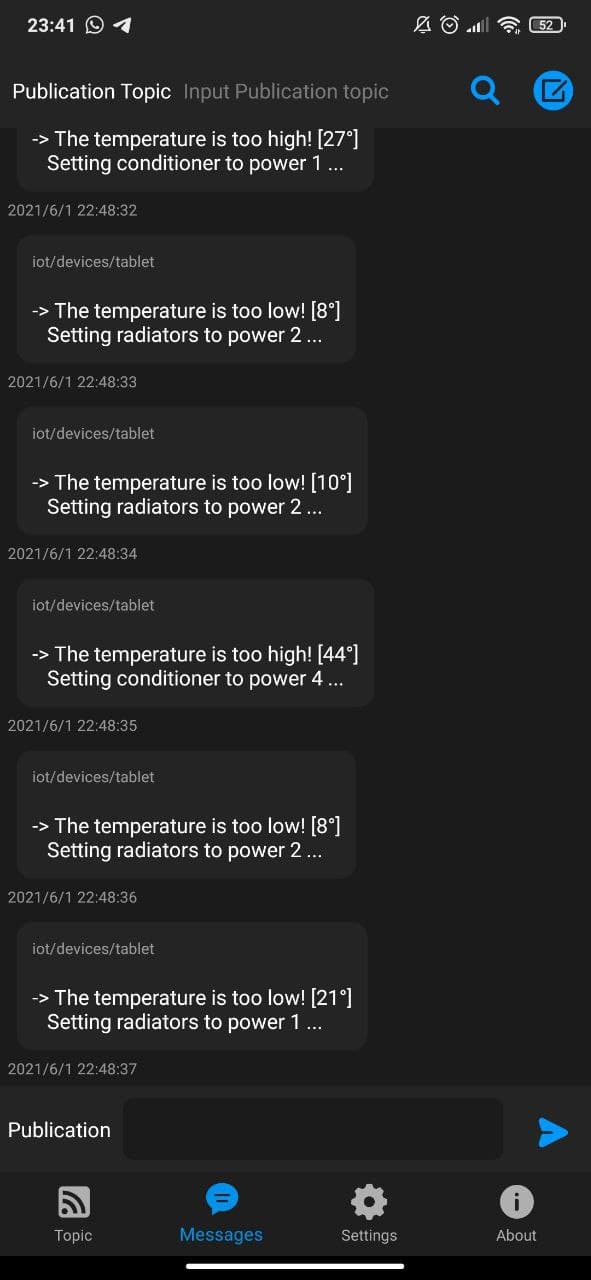 23:41
52
Publication Topic Input Publication topic
-> The temperature is too high! [27°]
Setting conditioner to power 1 ...
2021/6/1 22:48:32
iot/devices/tablet
-> The temperature is too low! [8°]
Setting radiators to power 2 ...
2021/6/1 22:48:33
iot/devices/tablet
-> The temperature is too low! [10°]
Setting radiators to power 2 ...
2021/6/1 22:48:34
iot/devices/tablet
-> The temperature is too high! [44°]
Setting conditioner to power 4 ...
2021/6/1 22:48:35
iot/devices/tablet
-> The temperature is too low! [8°]
Setting radiators to power 2 ...
2021/6/1 22:48:36
iot/devices/tablet
-> The temperature is too low! [21°]
Setting radiators to power 1 ...
2021/6/1 22:48:37
Publication
Topic Messages Settings About